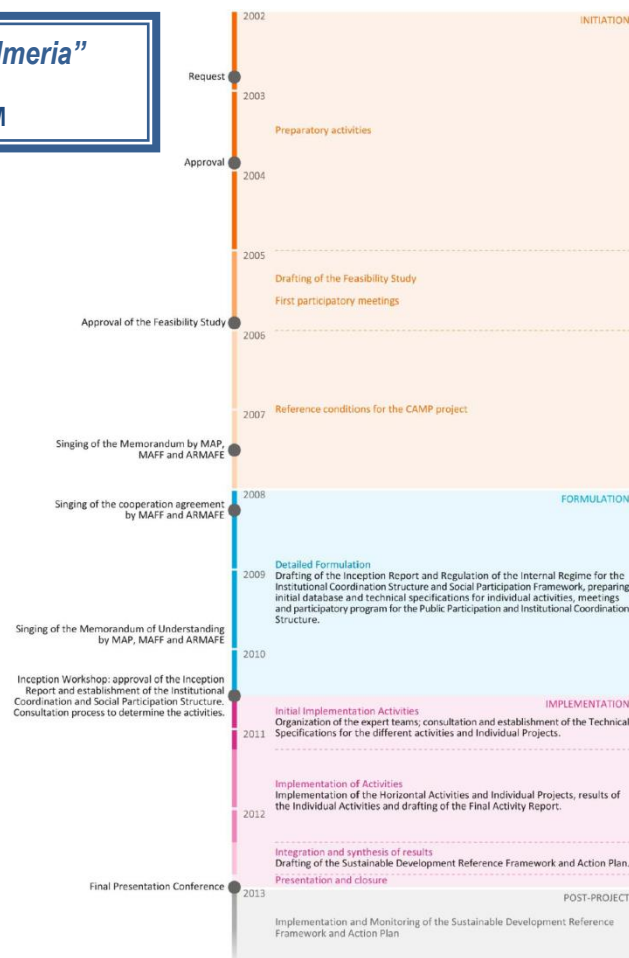 lmeria”
M
2002
INITIATION
Request
2003
Preparatory activities
Approval
2004
2005
Drafting of the Feasibility Study
First participatory meetings
Approval of the Feasibility Study
2006
Reference conditions for the CAMP project
2007
Singing of the Memorandum by MAP,
MAFF and ARMAFE
2008
FORMULATION
Singing of the cooperation agreement
by MAFF and ARMAFE
Detailed Formulation
2009
Drafting of the Inception Report and Regulation of the Internal Regime for the
Institutional Coordination Structure and Social Participation Framework, preparing
initial database and technical specifications for individual activities, meetings
and participatory program for the Public Participation and Institutional Coordination
Structure.
Singing of the Memorandum of Understanding
by MAP, MAFF and ARMAFE
2010
Inception Workshop: approval of the Inception
Report and establishment of the Institutional
Coordination and Social Participation Structure.
Consultation process to determine the activities.
IMPLEMENTATION
Initial Implementation Activities
Organization of the expert teams; consultation and establishment of the Technical
Specifications for the different activities and Individual Projects.
2011
Implementation of Activities
Implementation of the Horizontal Activities and Individual Projects, results of
the Individual Activities and drafting of the Final Activity Report.
2012
Integration and synthesis of results
Drafting of the Sustainable Development Reference Framework and Action Plan.
Presentation and closure
Final Presentation Conference
2013
POST-PROJECT
Implementation and Monitoring of the Sustainable Development Reference
Framework and Action Plan